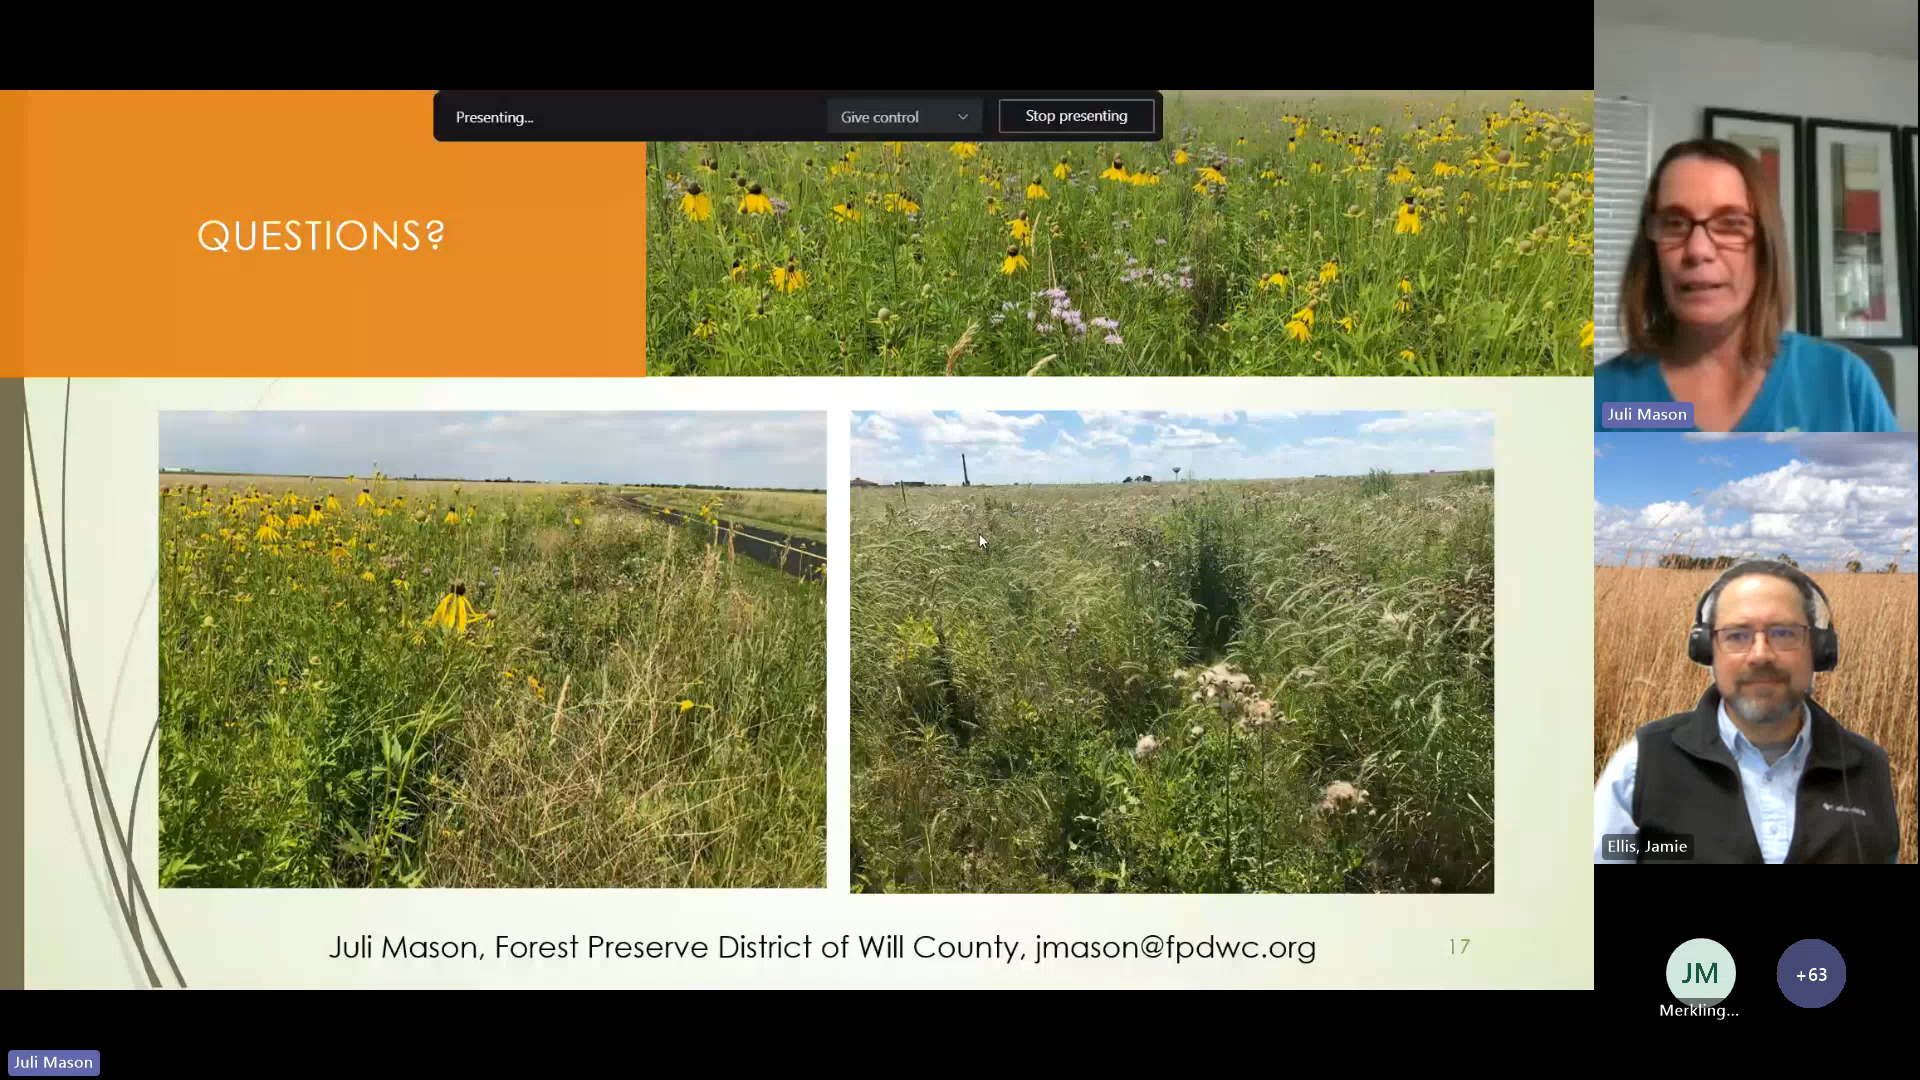 Presenting...
Give control
Stop presenting
QUESTIONS?
Juli Mason
Ellis, Jamie
Juli Mason, Forest Preserve District of Will County, jmason@fpdwc.org
17
JM
+63
Merkling...
Juli Mason